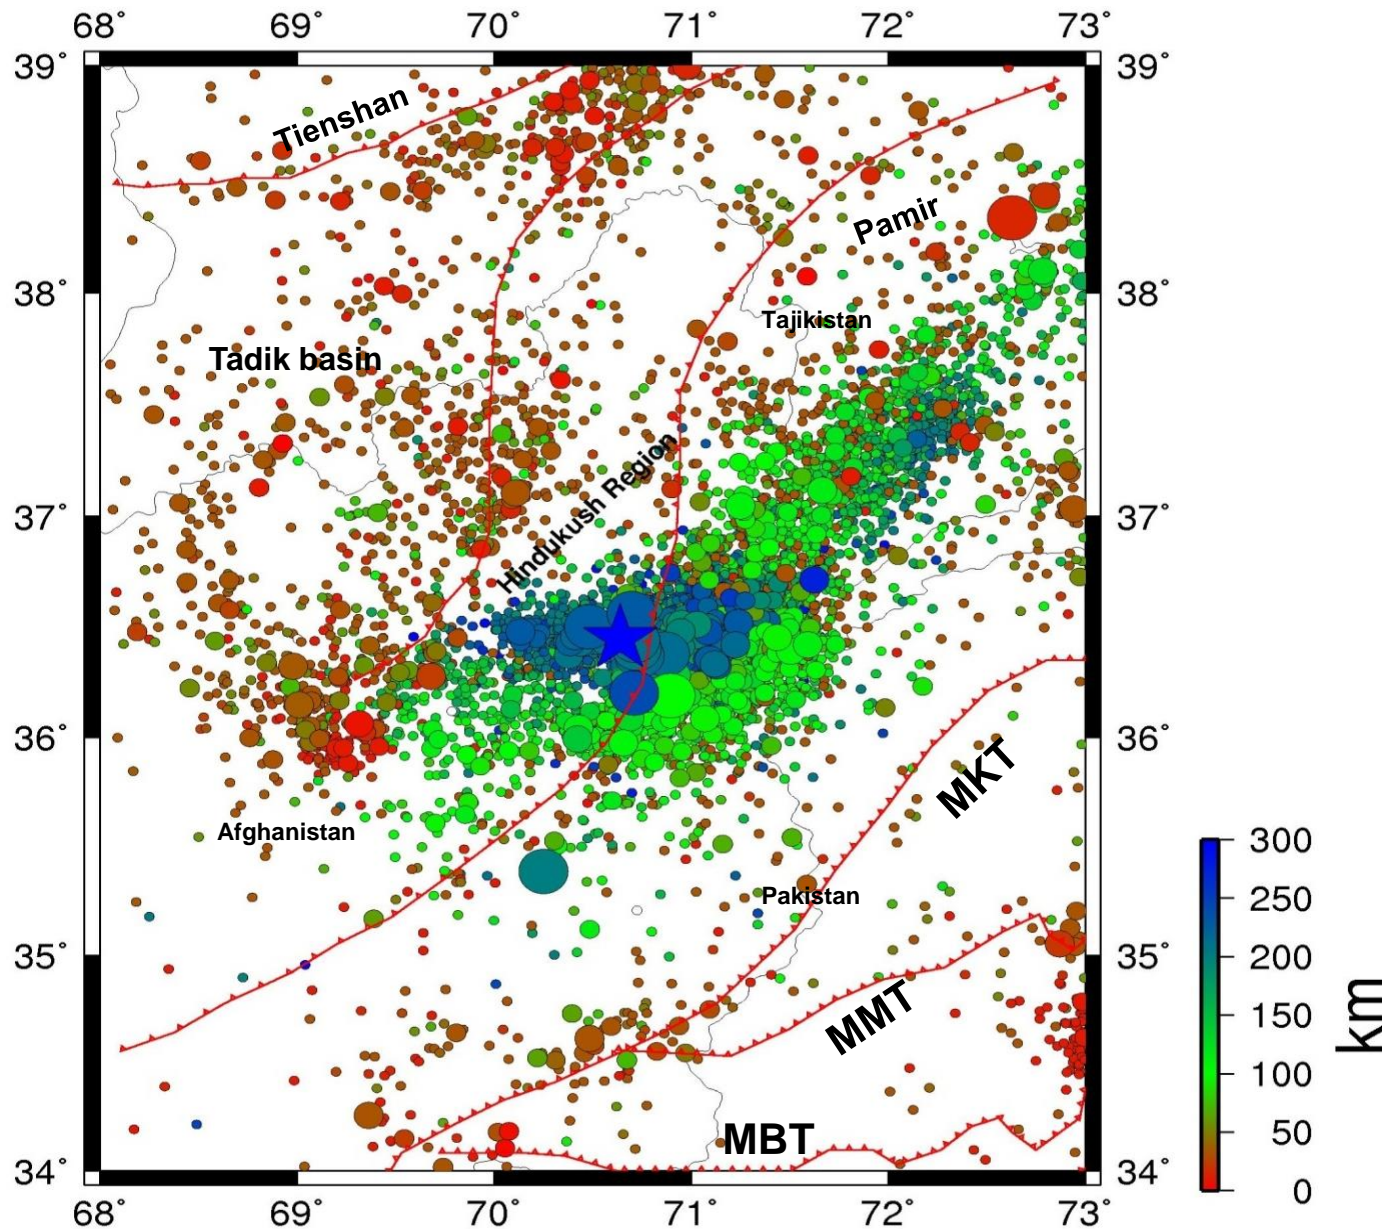 68˚ 69˚ 70˚ 71˚ 72˚ 73˚
39˚ 39˚
Tienshan
Pamir
38˚ 38˚
Tajikistan
Tadik basin
Hindukush Region
37˚ 37˚
36˚ 36˚
MKT
Afghanistan
300
Pakistan
250
35˚ 35˚
200
MMT
150
km
100
50
MBT
34˚ 34˚
0
68˚ 69˚ 70˚ 71˚ 72˚ 73˚